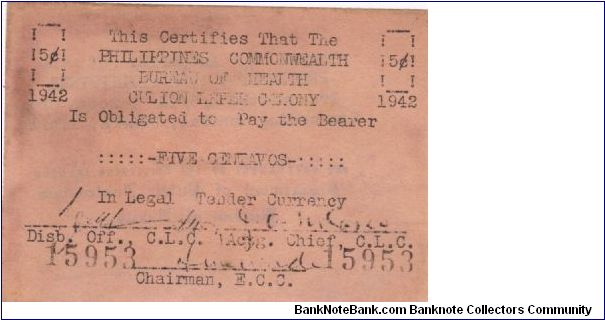 This Certifies That The
5¢ PHILIPPINES COMMONWEALTH 5¢
BUREAU OF HEALTH
1942 CULION LEPER COLONY 1942
Is Obligated to Pay the Bearer
:::::-FIVE CENTAVOS-:::::
In Legal Tender Currency
Disb. Off., C.L.C. Actg. Chief, C.L.C.
15953 15953
Chairman, E.C.C.
BankNoteBank.com Banknote Collectors Community